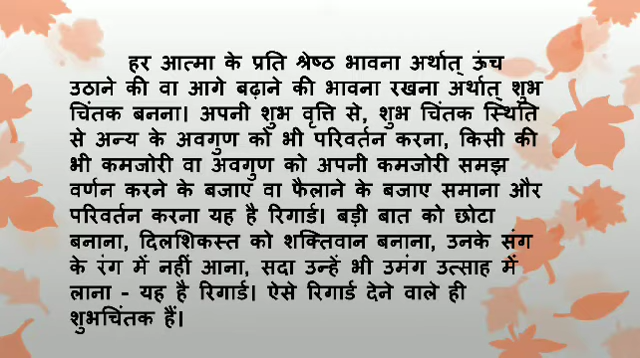 हर आत्मा के प्रति श्रेष्ठ भावना अर्थात् ऊंच
उठाने की वा आगे बढ़ाने की भावना रखना अर्थात् शुभ
चिंतक बनना। अपनी शुभ वृत्ति से, शुभ चिंतक स्थिति
से अन्य के अवगुण को भी परिवर्तन करना, किसी की
भी कमजोरी वा अवगुण को अपनी कमजोरी समझ
वर्णन करने के बजाए वा फैलाने के बजाए समाना और
परिवर्तन करना यह है रिगार्ड। बड़ी बात को छोटा
बनाना, दिलशिकस्त को शक्तिवान बनाना, उनके संग
के रंग में नहीं आना, सदा उन्हें भी उमंग उत्साह में
लाना - यह है रिगार्ड। ऐसे रिगार्ड देने वाले ही
शुभचिंतक हैं।